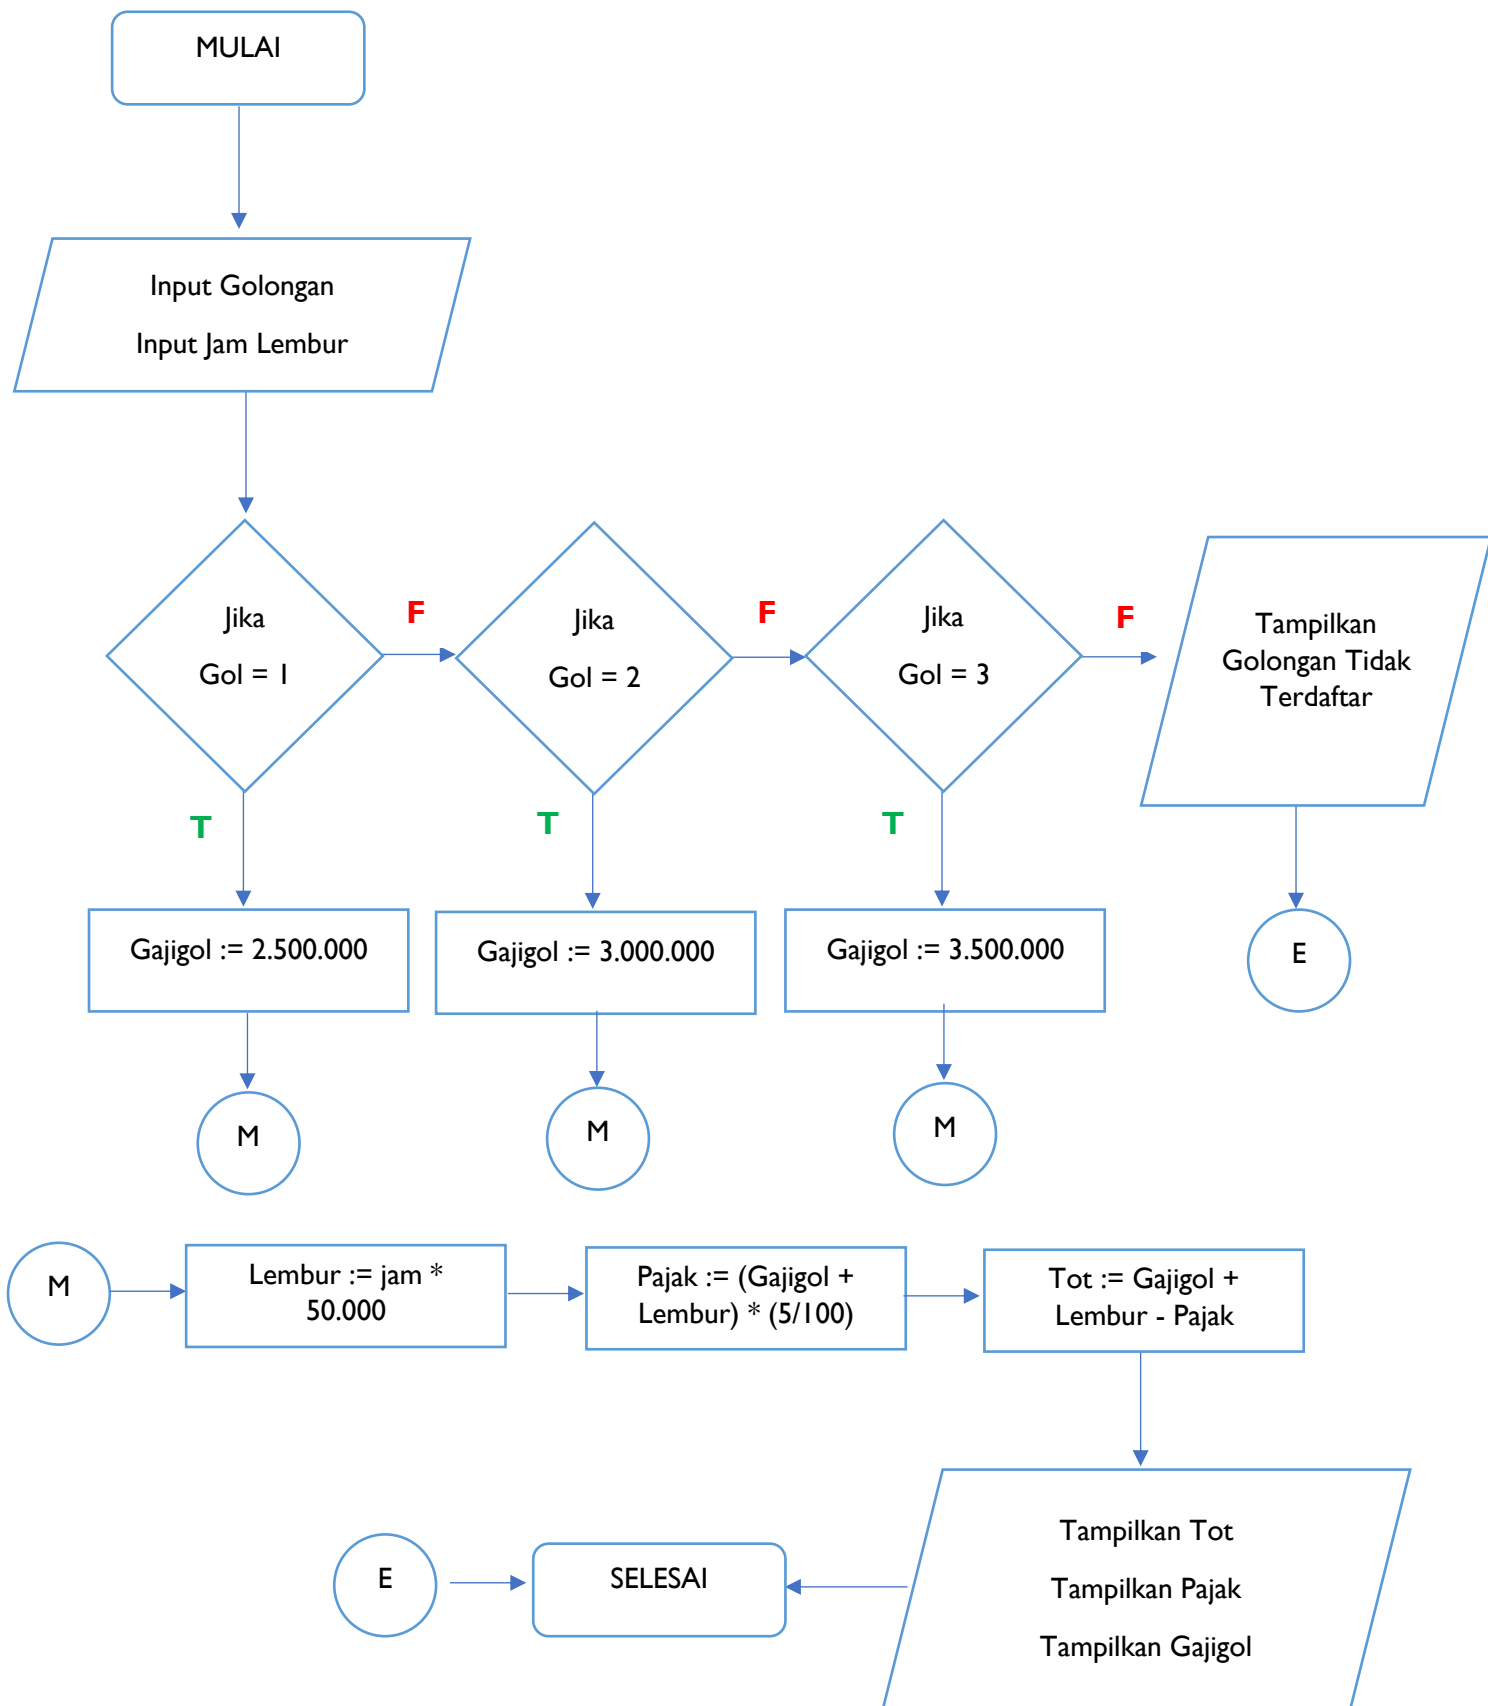 MULAI
Input Golongan
Input Jam Lembur
Jika
Gol = 1
F
Jika
Gol = 2
F
Jika
Gol = 3
F
Tampilkan
Golongan Tidak
Terdaftar
T
T
T
Gajigol := 2.500.000
Gajigol := 3.000.000
Gajigol := 3.500.000
E
M
M
M
M
Lembur := jam *
50.000
Pajak := (Gajigol +
Lembur) * (5/100)
Tot := Gajigol +
Lembur - Pajak
E
SELESAI
Tampilkan Tot
Tampilkan Pajak
Tampilkan Gajigol